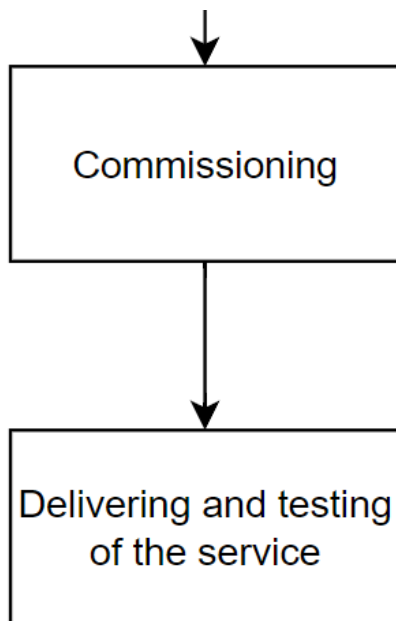 Commissioning
Delivering and testing
of the service